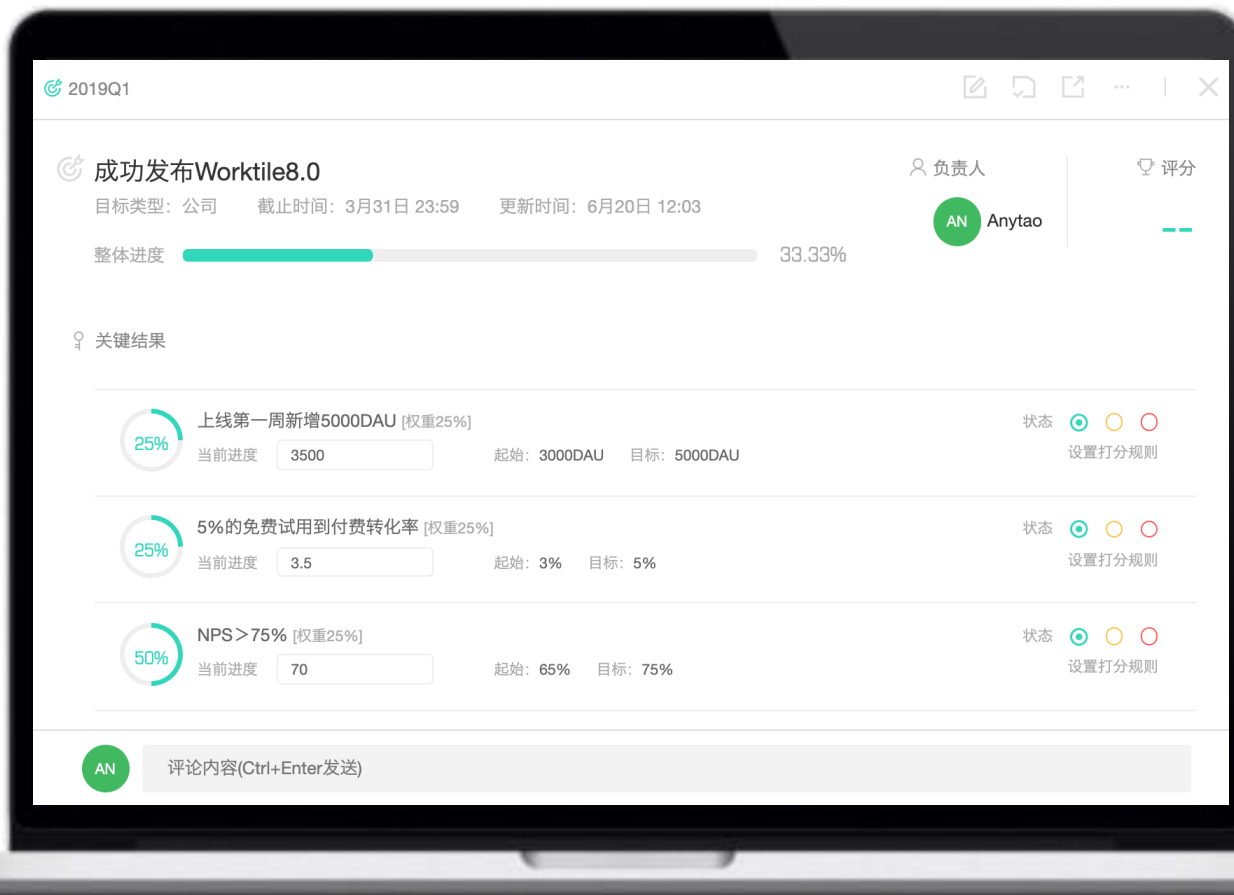 2019Q1
成功发布Worktile8.0
目标类型：公司 截止时间：3月31日 23:59 更新时间：6月20日 12:03
整体进度 33.33%
负责人
AN Anytao
评分
--
关键结果
25%
上线第一周新增5000DAU [权重25%]
当前进度 3500 起始：3000DAU 目标：5000DAU
状态
设置打分规则
25%
5%的免费试用到付费转化率 [权重25%]
当前进度 3.5 起始：3% 目标：5%
状态
设置打分规则
50%
NPS＞75% [权重25%]
当前进度 70 起始：65% 目标：75%
状态
设置打分规则
AN 评论内容(Ctrl+Enter发送)